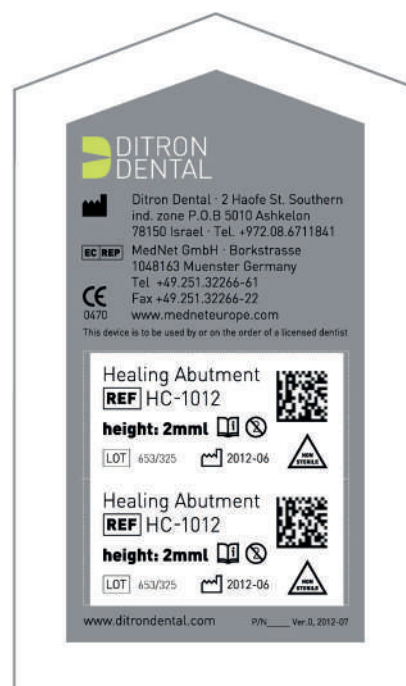 DITRON
DENTAL
Ditron Dental · 2 Haofe St. Southern
ind. zone P.O.B 5010 Ashkelon
78150 Israel · Tel. +972.08.6711841
EC REP MedNet GmbH · Borkstrasse
1048163 Muenster Germany
Tel +49.251.32266-61
CE Fax +49.251.32266-22
0470 www.medneteurope.com
This device is to be used by or on the order of a licensed dentist
Healing Abutment
REF HC-1012
height: 2mml
LOT 653/325 2012-06 NON STERILE
Healing Abutment
REF HC-1012
height: 2mml
LOT 653/325 2012-06 NON STERILE
www.ditrondental.com P/N_____ Ver.0, 2012-07